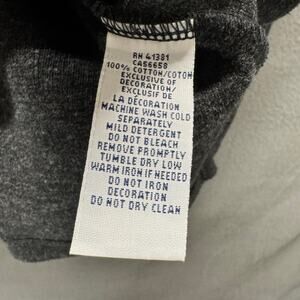 RN 41381
CA56658
100% COTTON/COTON
EXCLUSIVE OF
DECORATION/
EXCLUSIF DE
LA DÉCORATION
MACHINE WASH COLD
SEPARATELY
MILD DETERGENT
DO NOT BLEACH
REMOVE PROMPTLY
TUMBLE DRY LOW
WARM IRON IF NEEDED
DO NOT IRON
DECORATION
DO NOT DRY CLEAN